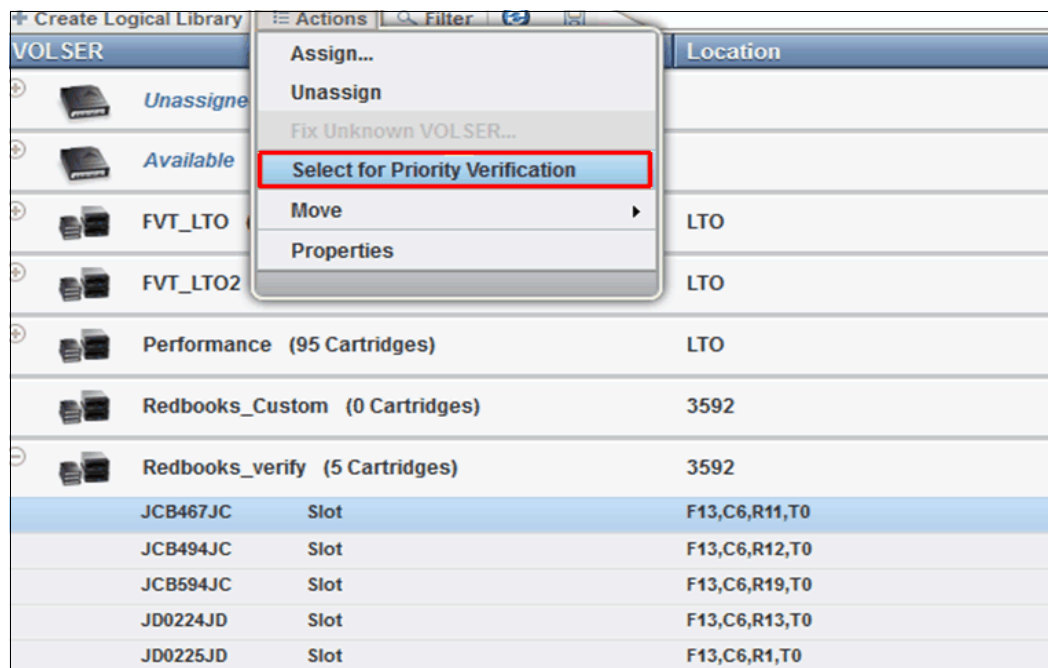 Create Logical Library Actions Filter
VOLSER Location
Assign...
Unassigne Unassign
Fix Unknown VOLSER...
Available Select for Priority Verification
Move
FVT_LTO ( LTO
Properties
FVT_LTO2 LTO
Performance (95 Cartridges) LTO
Redbooks_Custom (0 Cartridges) 3592
Redbooks_verify (5 Cartridges) 3592
JCB467JC Slot F13,C6,R11,T0
JCB494JC Slot F13,C6,R12,T0
JCB594JC Slot F13,C6,R19,T0
JD0224JD Slot F13,C6,R13,T0
JD0225JD Slot F13,C6,R1,T0